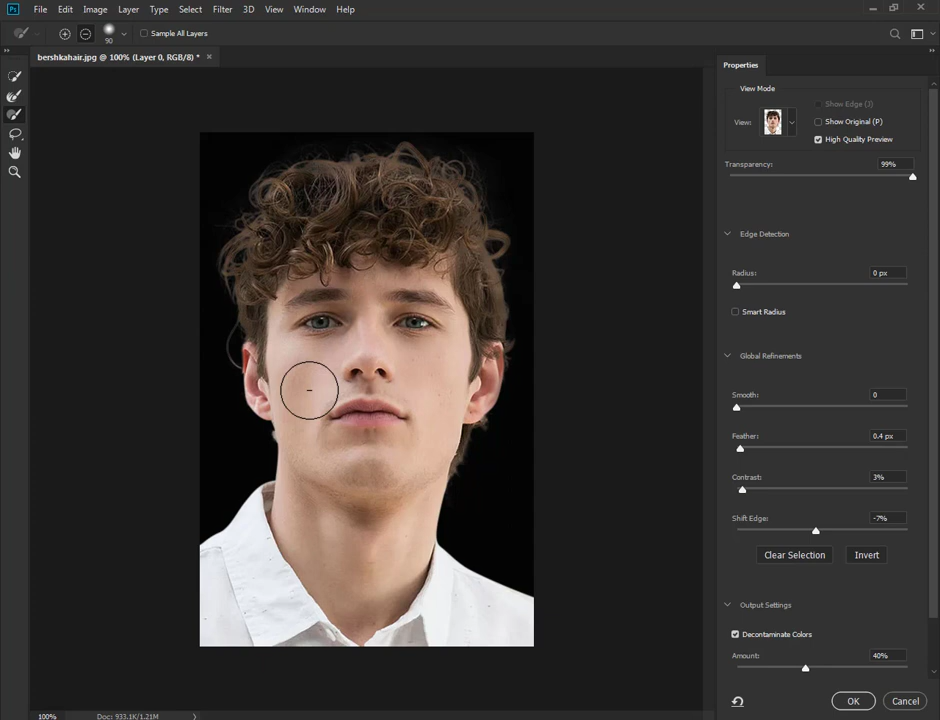 Ps File Edit Image Layer Type Select Filter 3D View Window Help
90 Sample All Layers
bershkahair.jpg @ 100% (Layer 0, RGB/8) * ×
Properties
View Mode
Show Edge (J)
View: Show Original (P)
High Quality Preview
Transparency: 99%
Edge Detection
Radius: 0 px
Smart Radius
Global Refinements
Smooth: 0
Feather: 0.4 px
Contrast: 3%
Shift Edge: -7%
Clear Selection Invert
Output Settings
Decontaminate Colors
Amount: 40%
OK Cancel
100% Doc: 933.1K/1.21M